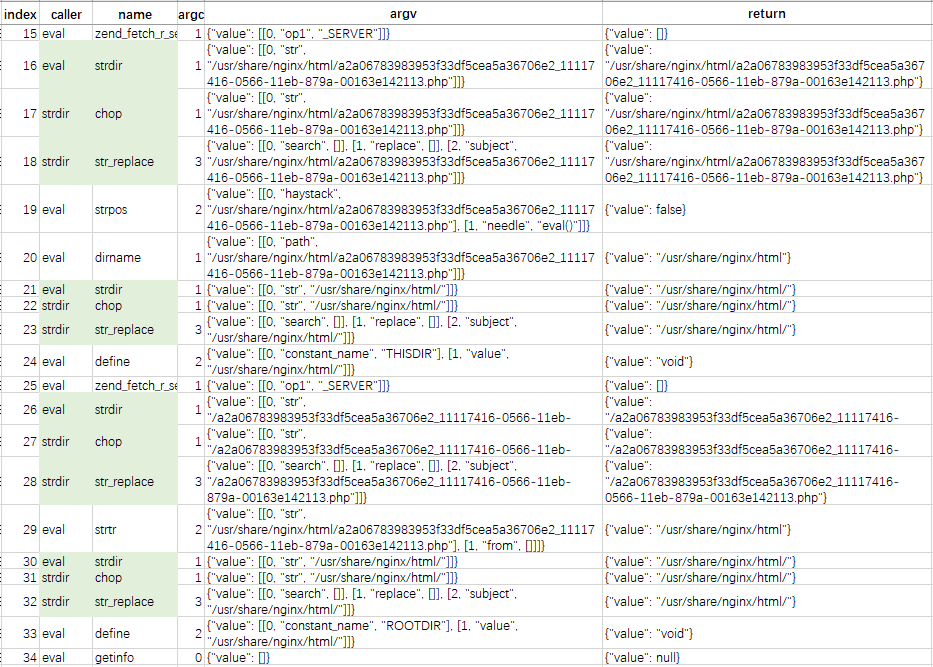 index caller name argc argv return
15 eval zend_fetch_r_se 1 {"value": [[0, "op1", "_SERVER"]]} {"value": []}
16 eval strdir 1 {"value": [[0, "str", "/usr/share/nginx/html/a2a06783983953f33df5cea5a36706e2_11117416-0566-11eb-879a-00163e142113.php"]]} {"value": "/usr/share/nginx/html/a2a06783983953f33df5cea5a36706e2_11117416-0566-11eb-879a-00163e142113.php"}
17 strdir chop 1 {"value": [[0, "str", "/usr/share/nginx/html/a2a06783983953f33df5cea5a36706e2_11117416-0566-11eb-879a-00163e142113.php"]]} {"value": "/usr/share/nginx/html/a2a06783983953f33df5cea5a36706e2_11117416-0566-11eb-879a-00163e142113.php"}
18 strdir str_replace 3 {"value": [[0, "search", []], [1, "replace", []], [2, "subject", "/usr/share/nginx/html/a2a06783983953f33df5cea5a36706e2_11117416-0566-11eb-879a-00163e142113.php"]]} {"value": "/usr/share/nginx/html/a2a06783983953f33df5cea5a36706e2_11117416-0566-11eb-879a-00163e142113.php"}
19 eval strpos 2 {"value": [[0, "haystack", "/usr/share/nginx/html/a2a06783983953f33df5cea5a36706e2_11117416-0566-11eb-879a-00163e142113.php"], [1, "needle", "eval()"]]} {"value": false}
20 eval dirname 1 {"value": [[0, "path", "/usr/share/nginx/html/a2a06783983953f33df5cea5a36706e2_11117416-0566-11eb-879a-00163e142113.php"]]} {"value": "/usr/share/nginx/html"}
21 eval strdir 1 {"value": [[0, "str", "/usr/share/nginx/html/"]]} {"value": "/usr/share/nginx/html/"}
22 strdir chop 1 {"value": [[0, "str", "/usr/share/nginx/html/"]]} {"value": "/usr/share/nginx/html/"}
23 strdir str_replace 3 {"value": [[0, "search", []], [1, "replace", []], [2, "subject", "/usr/share/nginx/html/"]]} {"value": "/usr/share/nginx/html/"}
24 eval define 2 {"value": [[0, "constant_name", "THISDIR"], [1, "value", "/usr/share/nginx/html/"]]} {"value": "void"}
25 eval zend_fetch_r_se 1 {"value": [[0, "op1", "_SERVER"]]} {"value": []}
26 eval strdir 1 {"value": [[0, "str", "/a2a06783983953f33df5cea5a36706e2_11117416-0566-11eb- {"value": "/a2a06783983953f33df5cea5a36706e2_11117416-
27 strdir chop 1 {"value": [[0, "str", "/a2a06783983953f33df5cea5a36706e2_11117416-0566-11eb- {"value": "/a2a06783983953f33df5cea5a36706e2_11117416-
28 strdir str_replace 3 {"value": [[0, "search", []], [1, "replace", []], [2, "subject", "/a2a06783983953f33df5cea5a36706e2_11117416-0566-11eb-879a-00163e142113.php"]]} {"value": "/a2a06783983953f33df5cea5a36706e2_11117416-0566-11eb-879a-00163e142113.php"}
29 eval strtr 2 {"value": [[0, "str", "/usr/share/nginx/html/a2a06783983953f33df5cea5a36706e2_11117416-0566-11eb-879a-00163e142113.php"], [1, "from", []]]} {"value": "/usr/share/nginx/html"}
30 eval strdir 1 {"value": [[0, "str", "/usr/share/nginx/html/"]]} {"value": "/usr/share/nginx/html/"}
31 strdir chop 1 {"value": [[0, "str", "/usr/share/nginx/html/"]]} {"value": "/usr/share/nginx/html/"}
32 strdir str_replace 3 {"value": [[0, "search", []], [1, "replace", []], [2, "subject", "/usr/share/nginx/html/"]]} {"value": "/usr/share/nginx/html/"}
33 eval define 2 {"value": [[0, "constant_name", "ROOTDIR"], [1, "value", "/usr/share/nginx/html/"]]} {"value": "void"}
34 eval getinfo 0 {"value": []} {"value": null}